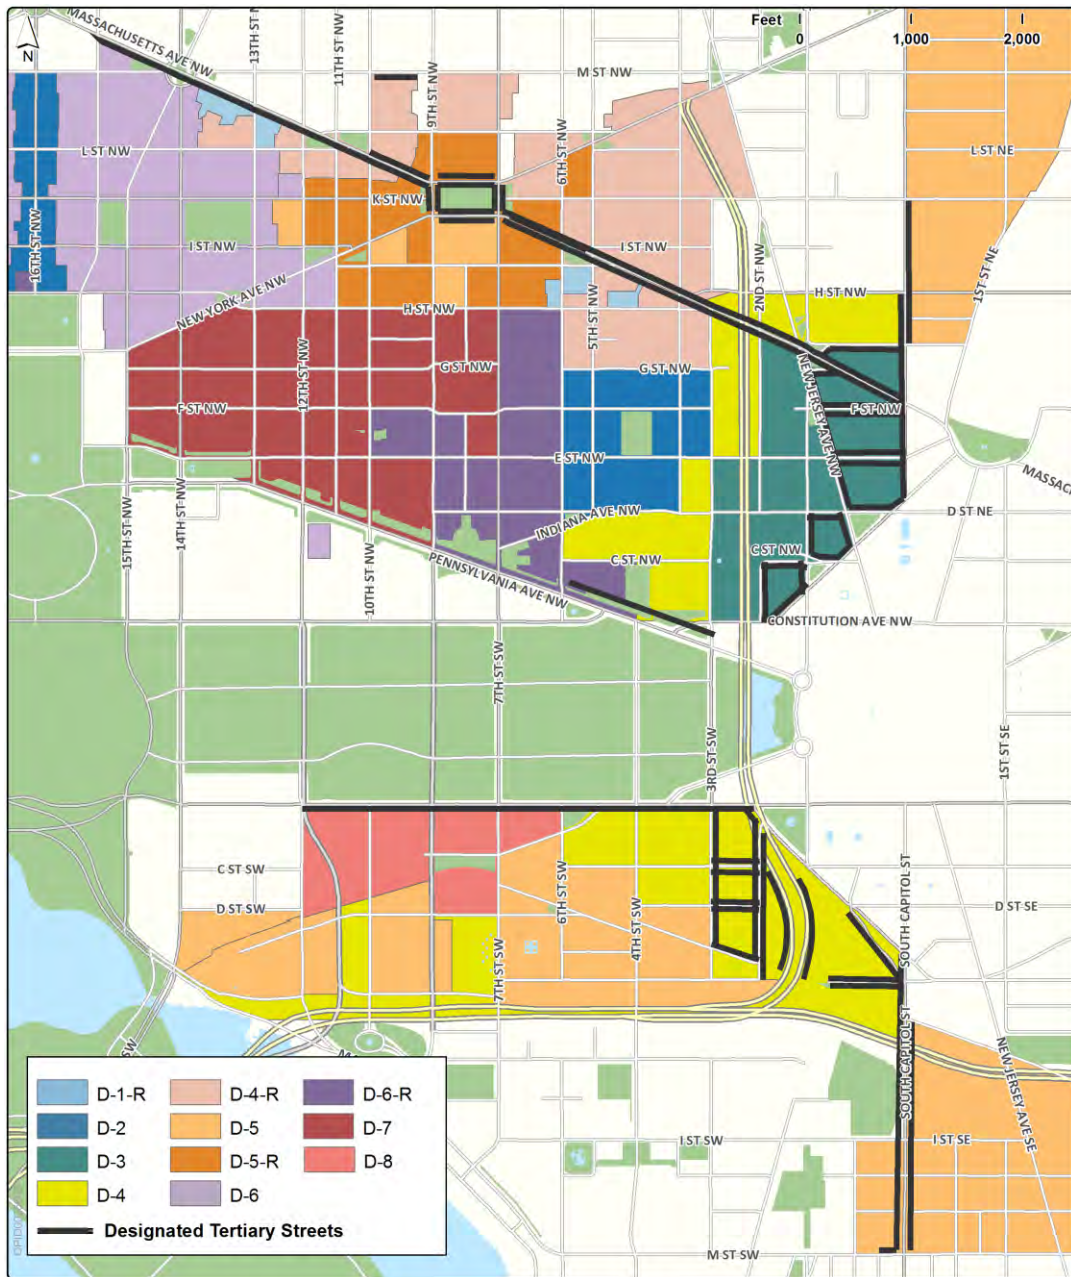 MASSACHUSETTS AVE NW
13TH ST N
11TH ST NW
9TH ST NW
Feet
0
1,000
2,000
N
M ST NW
L ST NW
6TH ST NW
L ST NE
K ST NW
16TH ST NW
I ST NW
I ST NW
2ND ST NW
1ST ST NE
NEW YORK AVE NW
H ST NW
5TH ST NW
H ST NW
12TH ST NW
G ST NW
G ST NW
NEW JERSEY AVE NW
F ST NW
F ST NW
E ST NW
MASSAC
15TH ST NW
14TH ST NW
INDIANA AVE NW
D ST NE
10TH ST NW
PENNSYLVANIA AVE NW
C ST NW
C ST NW
CONSTITUTION AVE NW
7TH ST SW
3RD ST SW
1ST ST SE
C ST SW
6TH ST SW
SOUTH CAPITOL ST
D ST SW
4TH ST SW
D ST SE
7TH ST SW
SW
MA
SOUTH CAPITOL ST
NEW JERSEY AVE SE
I ST SW
I ST SE
M ST SW
D-1-R
D-4-R
D-6-R
D-2
D-5
D-7
D-3
D-5-R
D-8
D-4
D-6
Designated Tertiary Streets